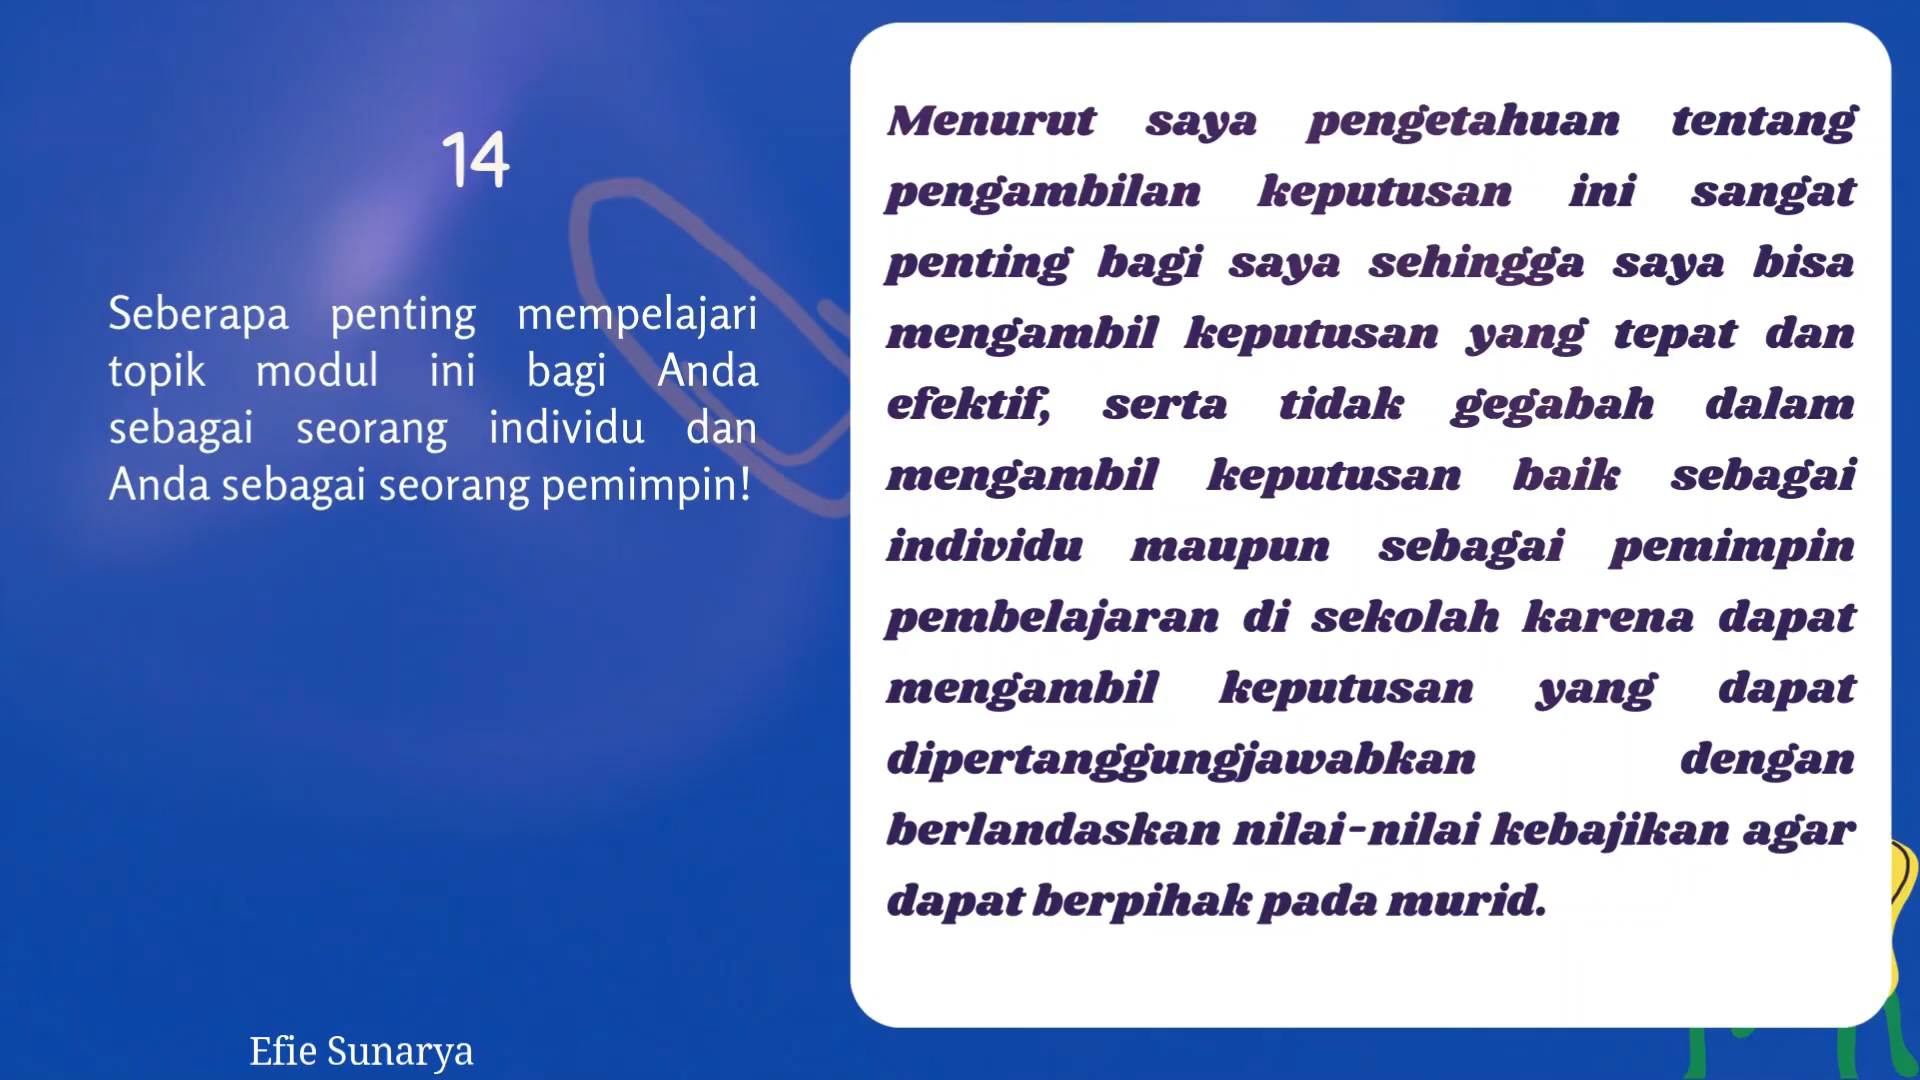 14
Seberapa penting mempelajari
topik modul ini bagi Anda
sebagai seorang individu dan
Anda sebagai seorang pemimpin!
Efie Sunarya
Menurut saya pengetahuan tentang
pengambilan keputusan ini sangat
penting bagi saya sehingga saya bisa
mengambil keputusan yang tepat dan
efektif, serta tidak gegabah dalam
mengambil keputusan baik sebagai
individu maupun sebagai pemimpin
pembelajaran di sekolah karena dapat
mengambil keputusan yang dapat
dipertanggungjawabkan dengan
berlandaskan nilai-nilai kebajikan agar
dapat berpihak pada murid.